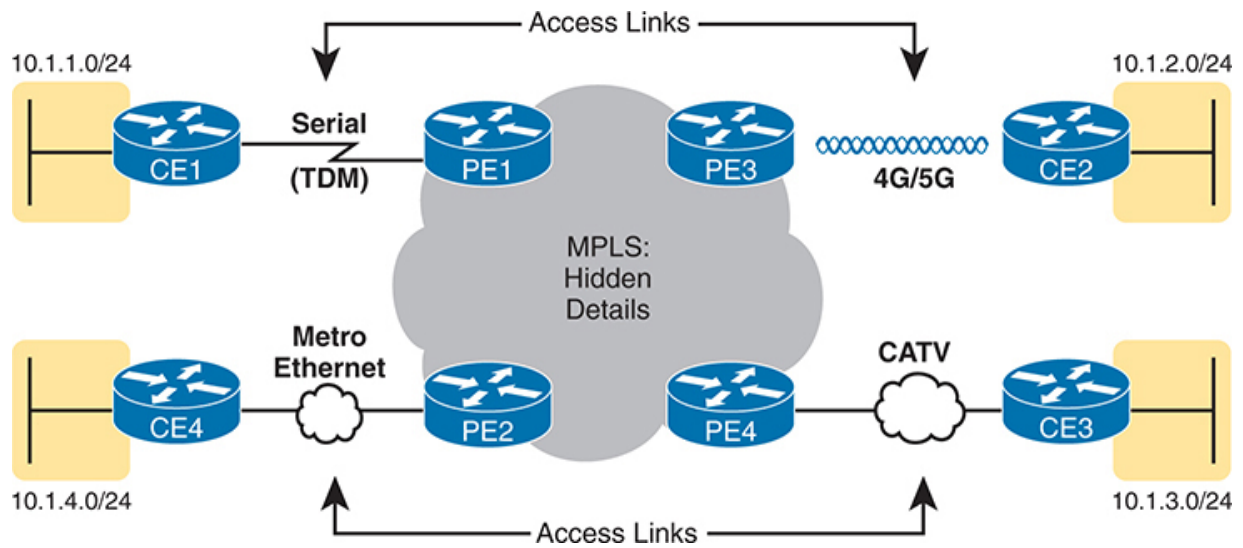 Access Links
10.1.1.0/24
10.1.2.0/24
CE1
Serial
(TDM)
PE1
PE3
4G/5G
CE2
MPLS:
Hidden
Details
CE4
Metro
Ethernet
PE2
PE4
CATV
CE3
10.1.4.0/24
10.1.3.0/24
Access Links